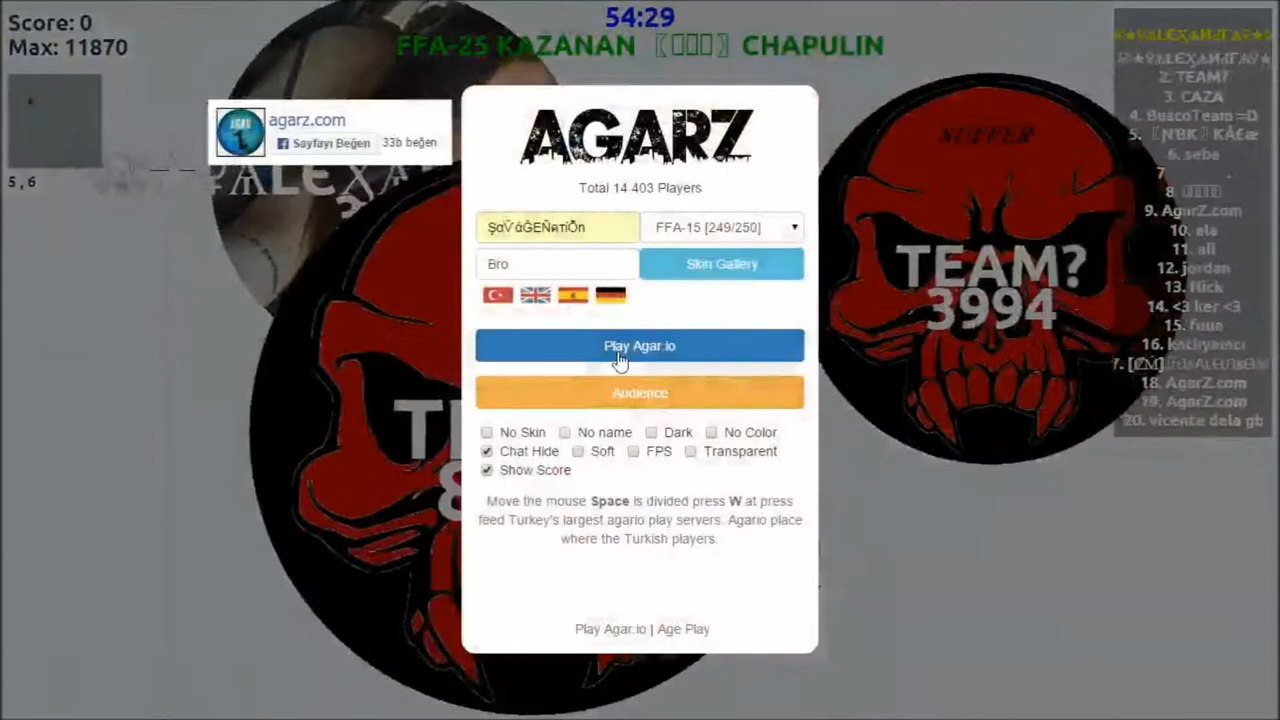 Score: 0
Max: 11870
54:29
FFA-25 KAZANAN 〖〗 CHAPULIN
5 , 6
agarz.com
Sayfayı Beğen 33b beğen
AGARZ
Total 14 403 Players
FFA-15 [249/250]
Bro
Skin Gallery
Play Agar.io
Audience
No Skin No name Dark No Color
Chat Hide Soft FPS Transparent
Show Score
Move the mouse Space is divided press W at press
feed Turkey's largest agario play servers. Agario place
where the Turkish players.
Play Agar.io | Age Play
SUFFER
TEAM?
3994
2. TEAM?
3. CAZA
4. BuscoTeam =D
6. seba
7
8.
9. AgarZ.com
10. ela
11. ali
12. jordan
13. Nick
14. <3 ker <3
15. fuua
18. AgarZ.com
19. AgarZ.com
20. vicente dela gb